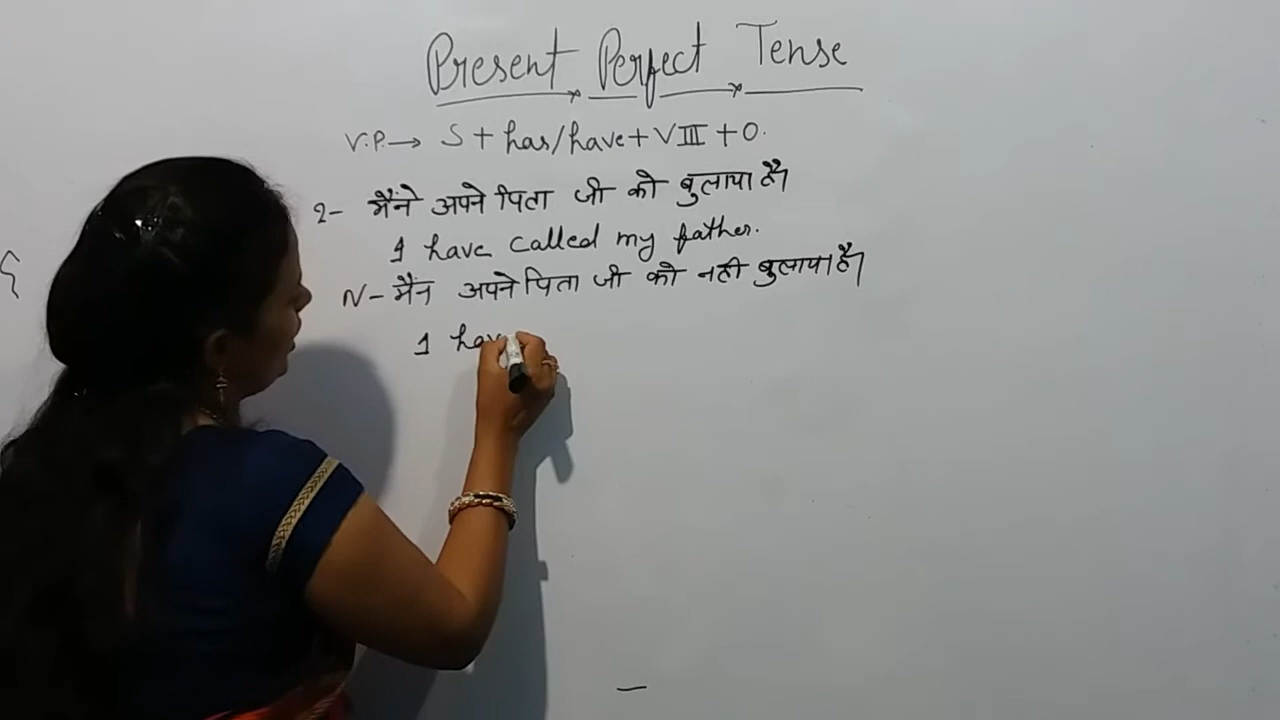 Present Perfect Tense
V.P.→ S + has/have + VIII + O.
2- मैंने अपने पिता जी को बुलाया है।
I have called my father.
N- मैंन अपने पिता जी को नही बुलाया है।
I hav